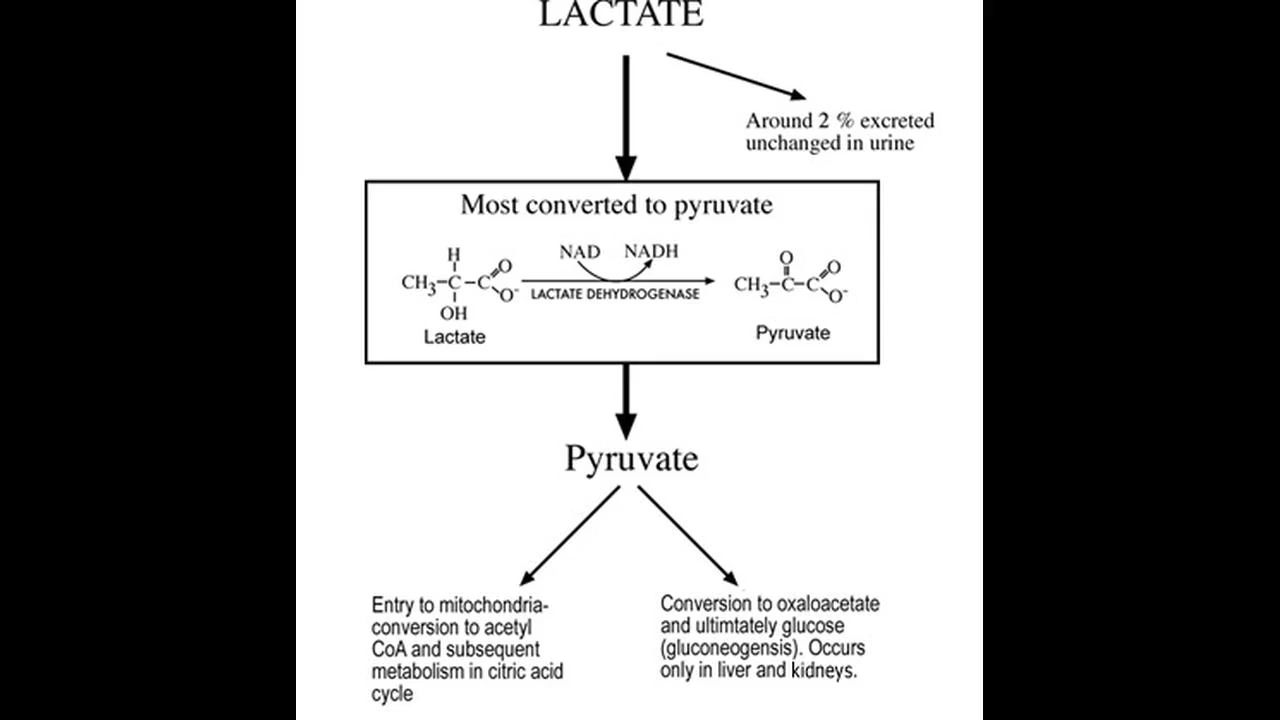 LACTATE
Around 2 % excreted
unchanged in urine
Most converted to pyruvate
NAD NADH
H
O
CH3-C-C
O-
OH
LACTATE DEHYDROGENASE
Lactate
O
O
CH3-C-C
O-
Pyruvate
Pyruvate
Entry to mitochondria-
conversion to acetyl
CoA and subsequent
metabolism in citric acid
cycle
Conversion to oxaloacetate
and ultimtately glucose
(gluconeogensis). Occurs
only in liver and kidneys.